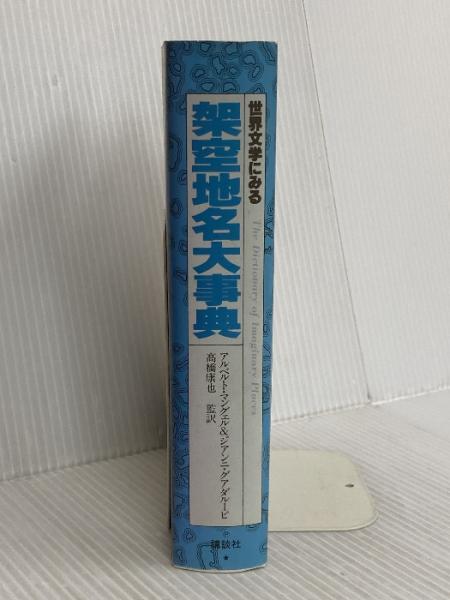 世界文学にみる
架空地名大事典
The Dictionary of Imaginary Places
アルベルト・マングェル&ジアンニ・グアダルーピ
高橋康也 監訳
講談社